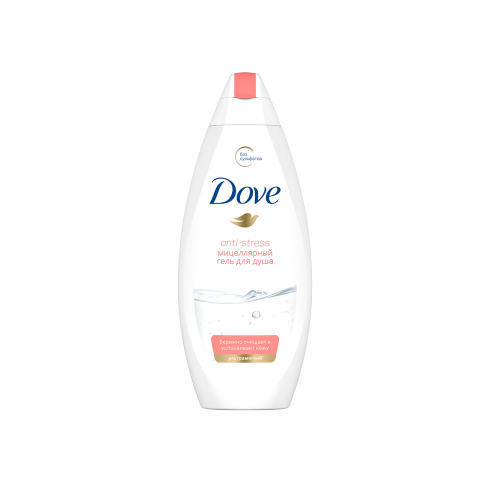 без
сульфатов
Dove
anti-stress
мицеллярный
гель для душа
бережно очищает и
успокаивает кожу
ультрамягкий